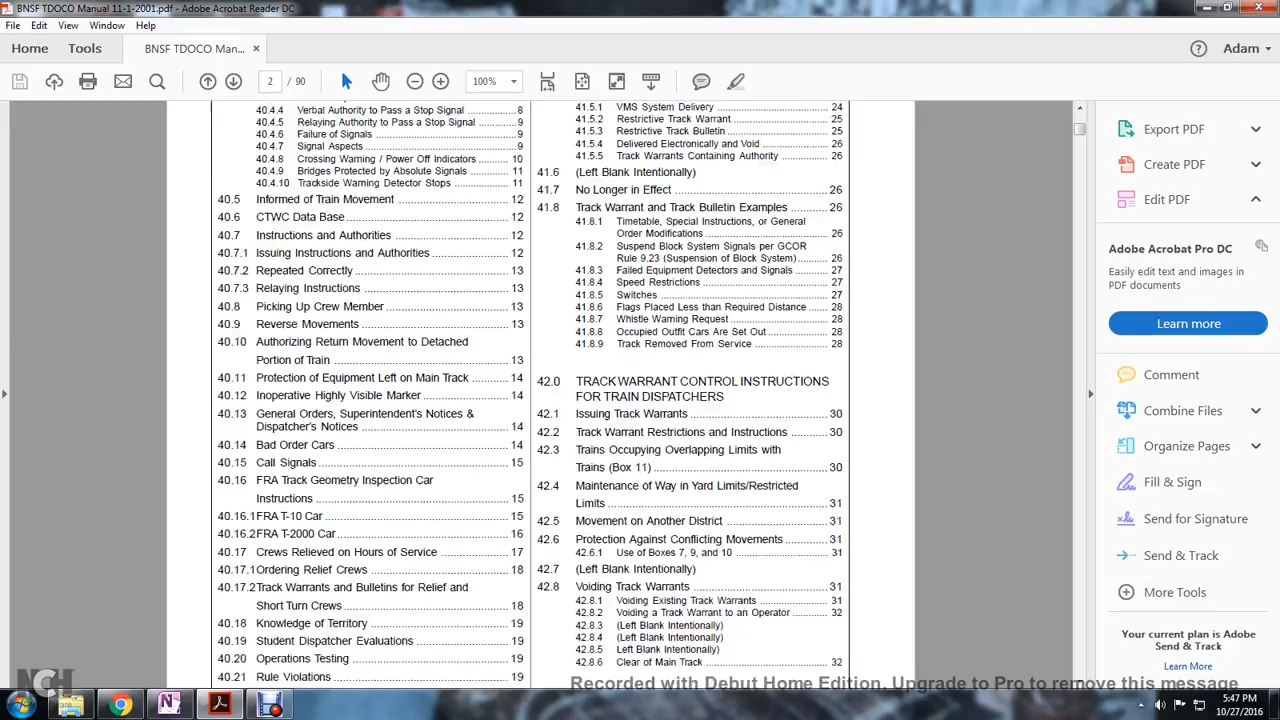 BNSF TDOCO Manual 11-1-2001.pdf - Adobe Acrobat Reader DC
File Edit View Window Help
Home Tools BNSF TDOCO Man... × Adam
2 / 90 100%
40.4.4 Verbal Authority to Pass a Stop Signal 8
40.4.5 Relaying Authority to Pass a Stop Signal 9
40.4.6 Failure of Signals 9
40.4.7 Signal Aspects 9
40.4.8 Crossing Warning / Power Off Indicators 10
40.4.9 Bridges Protected by Absolute Signals 11
40.4.10 Trackside Warning Detector Stops 11
40.5 Informed of Train Movement 12
40.6 CTWC Data Base 12
40.7 Instructions and Authorities 12
40.7.1 Issuing Instructions and Authorities 12
40.7.2 Repeated Correctly 13
40.7.3 Relaying Instructions 13
40.8 Picking Up Crew Member 13
40.9 Reverse Movements 13
40.10 Authorizing Return Movement to Detached
Portion of Train 13
40.11 Protection of Equipment Left on Main Track 14
40.12 Inoperative Highly Visible Marker 14
40.13 General Orders, Superintendent's Notices &
Dispatcher's Notices 14
40.14 Bad Order Cars 14
40.15 Call Signals 15
40.16 FRA Track Geometry Inspection Car
Instructions 15
40.16.1 FRA T-10 Car 15
40.16.2 FRA T-2000 Car 16
40.17 Crews Relieved on Hours of Service 17
40.17.1 Ordering Relief Crews 18
40.17.2 Track Warrants and Bulletins for Relief and
Short Turn Crews 18
40.18 Knowledge of Territory 19
40.19 Student Dispatcher Evaluations 19
40.20 Operations Testing 19
40.21 Rule Violations 19
41.5.1 VMS System Delivery 24
41.5.2 Restrictive Track Warrant 25
41.5.3 Restrictive Track Bulletin 25
41.5.4 Delivered Electronically and Void 26
41.5.5 Track Warrants Containing Authority 26
41.6 (Left Blank Intentionally)
41.7 No Longer in Effect 26
41.8 Track Warrant and Track Bulletin Examples 26
41.8.1 Timetable, Special Instructions, or General
Order Modifications 26
41.8.2 Suspend Block System Signals per GCOR
Rule 9.23 (Suspension of Block System) 26
41.8.3 Failed Equipment Detectors and Signals 27
41.8.4 Speed Restrictions 27
41.8.5 Switches 27
41.8.6 Flags Placed Less than Required Distance 28
41.8.7 Whistle Warning Request 28
41.8.8 Occupied Outfit Cars Are Set Out 28
41.8.9 Track Removed From Service 28
42.0 TRACK WARRANT CONTROL INSTRUCTIONS
FOR TRAIN DISPATCHERS
42.1 Issuing Track Warrants 30
42.2 Track Warrant Restrictions and Instructions 30
42.3 Trains Occupying Overlapping Limits with
Trains (Box 11) 30
42.4 Maintenance of Way in Yard Limits/Restricted
Limits 31
42.5 Movement on Another District 31
42.6 Protection Against Conflicting Movements 31
42.6.1 Use of Boxes 7, 9, and 10 31
42.7 (Left Blank Intentionally)
42.8 Voiding Track Warrants 31
42.8.1 Voiding Existing Track Warrants 31
42.8.2 Voiding a Track Warrant to an Operator 32
42.8.3 (Left Blank Intentionally)
42.8.4 (Left Blank Intentionally)
42.8.5 Left Blank Intentionally)
42.8.6 Clear of Main Track 32
Export PDF
Create PDF
Edit PDF
Adobe Acrobat Pro DC
Easily edit text and images in
PDF documents
Learn more
Comment
Combine Files
Organize Pages
Fill & Sign
Send for Signature
Send & Track
More Tools
Your current plan is Adobe
Send & Track
Learn More
NCH
Recorded with Debut Home Edition. Upgrade to Pro to remove this message
5:47 PM
10/27/2016